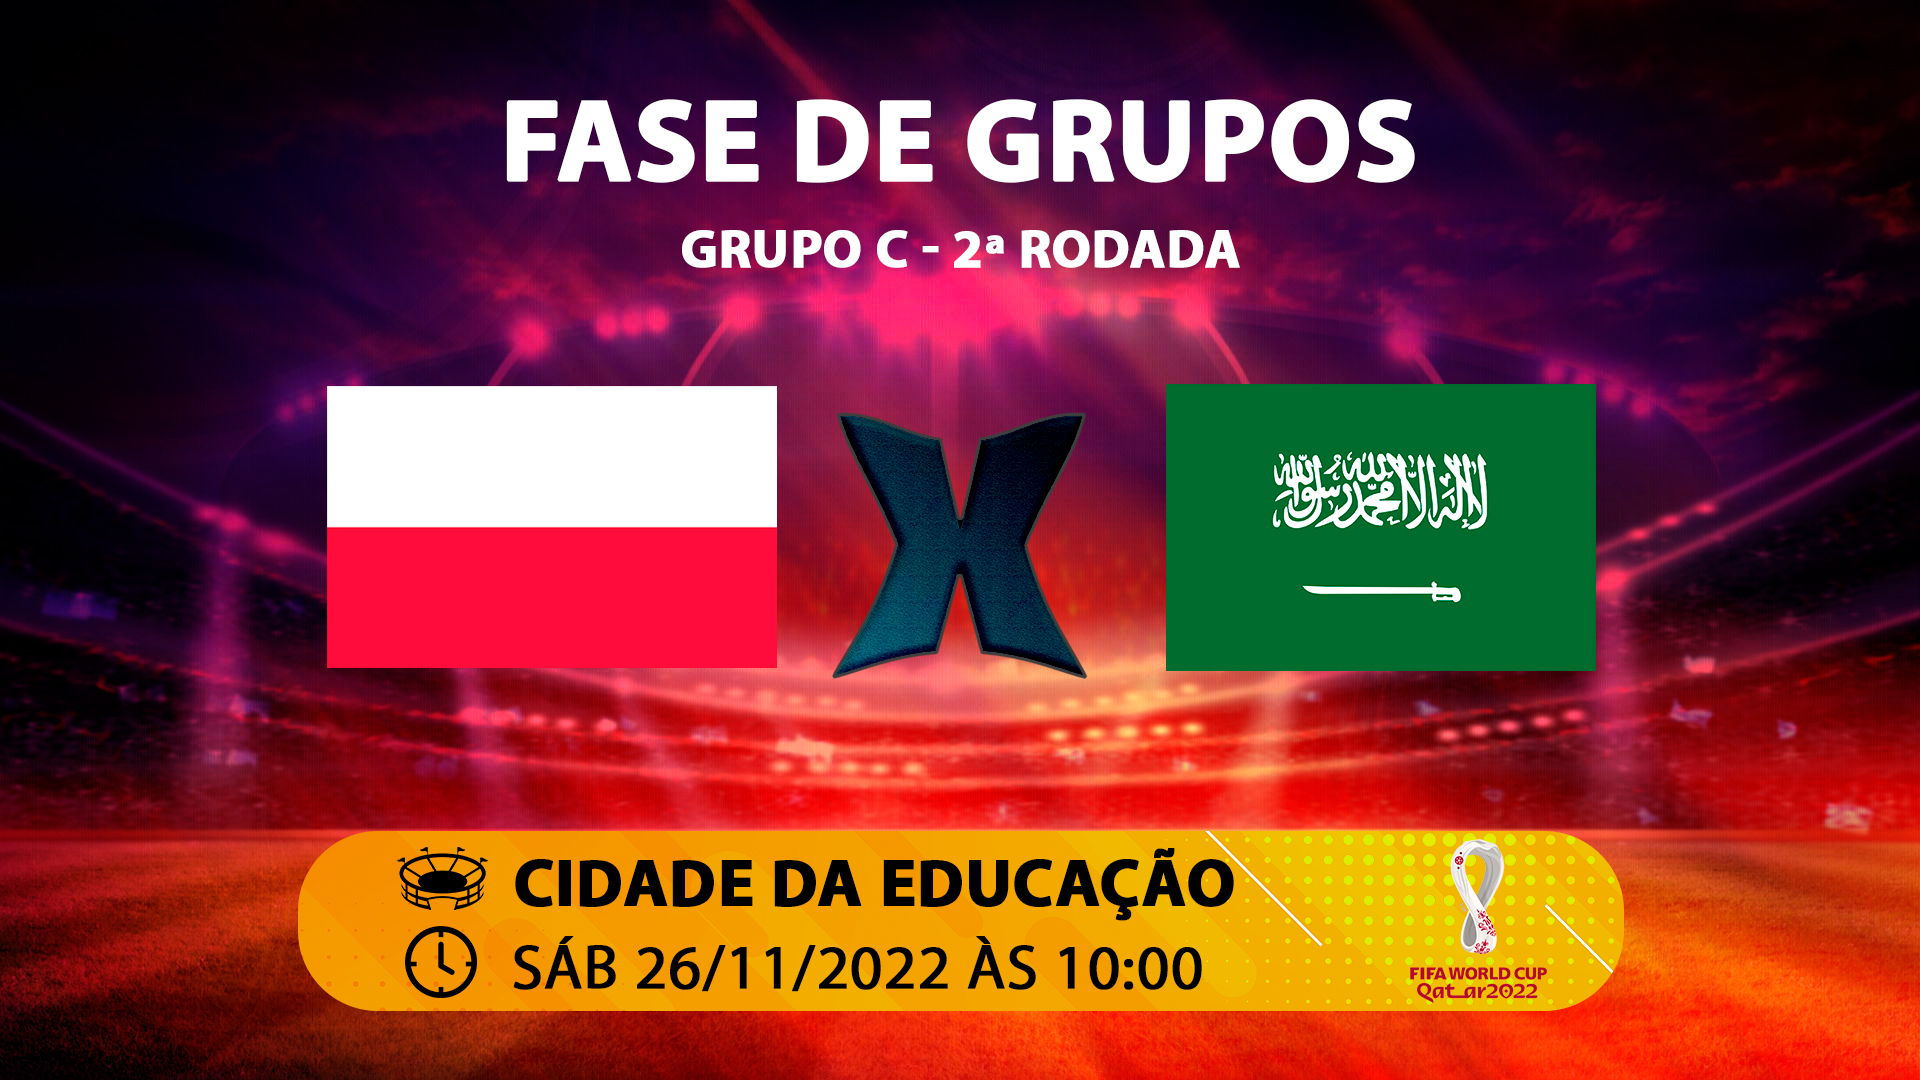 FASE DE GRUPOS
GRUPO C - 2ª RODADA
لا إله إلا الله محمد رسول الله
CIDADE DA EDUCAÇÃO
SÁB 26/11/2022 ÀS 10:00
FIFA WORLD CUP
Qatar2022